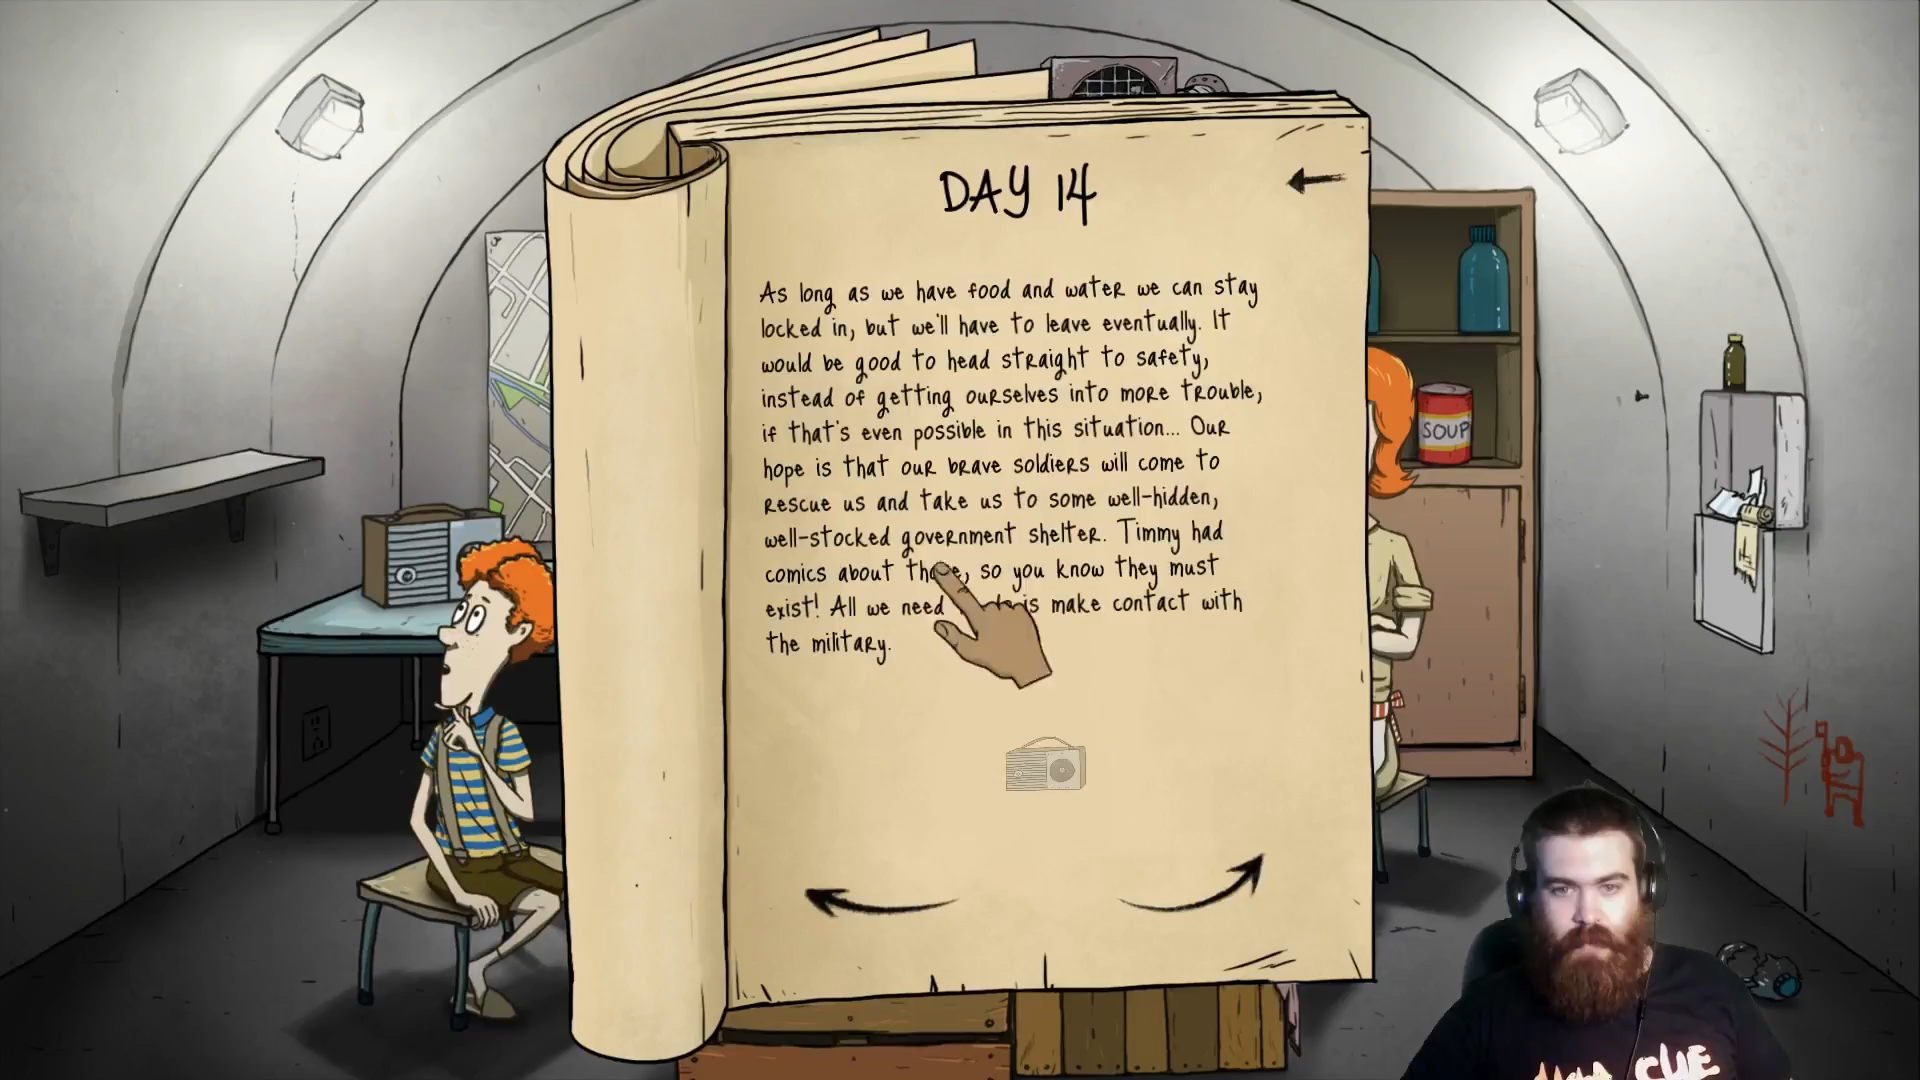 DAY 14
As long as we have food and water we can stay
locked in, but we'll have to leave eventually. It
would be good to head straight to safety,
instead of getting ourselves into more trouble,
if that's even possible in this situation... Our
hope is that our brave soldiers will come to
rescue us and take us to some well-hidden,
well-stocked government shelter. Timmy had
comics about those, so you know they must
exist! All we need to do is make contact with
the military.
SOUP
CUE